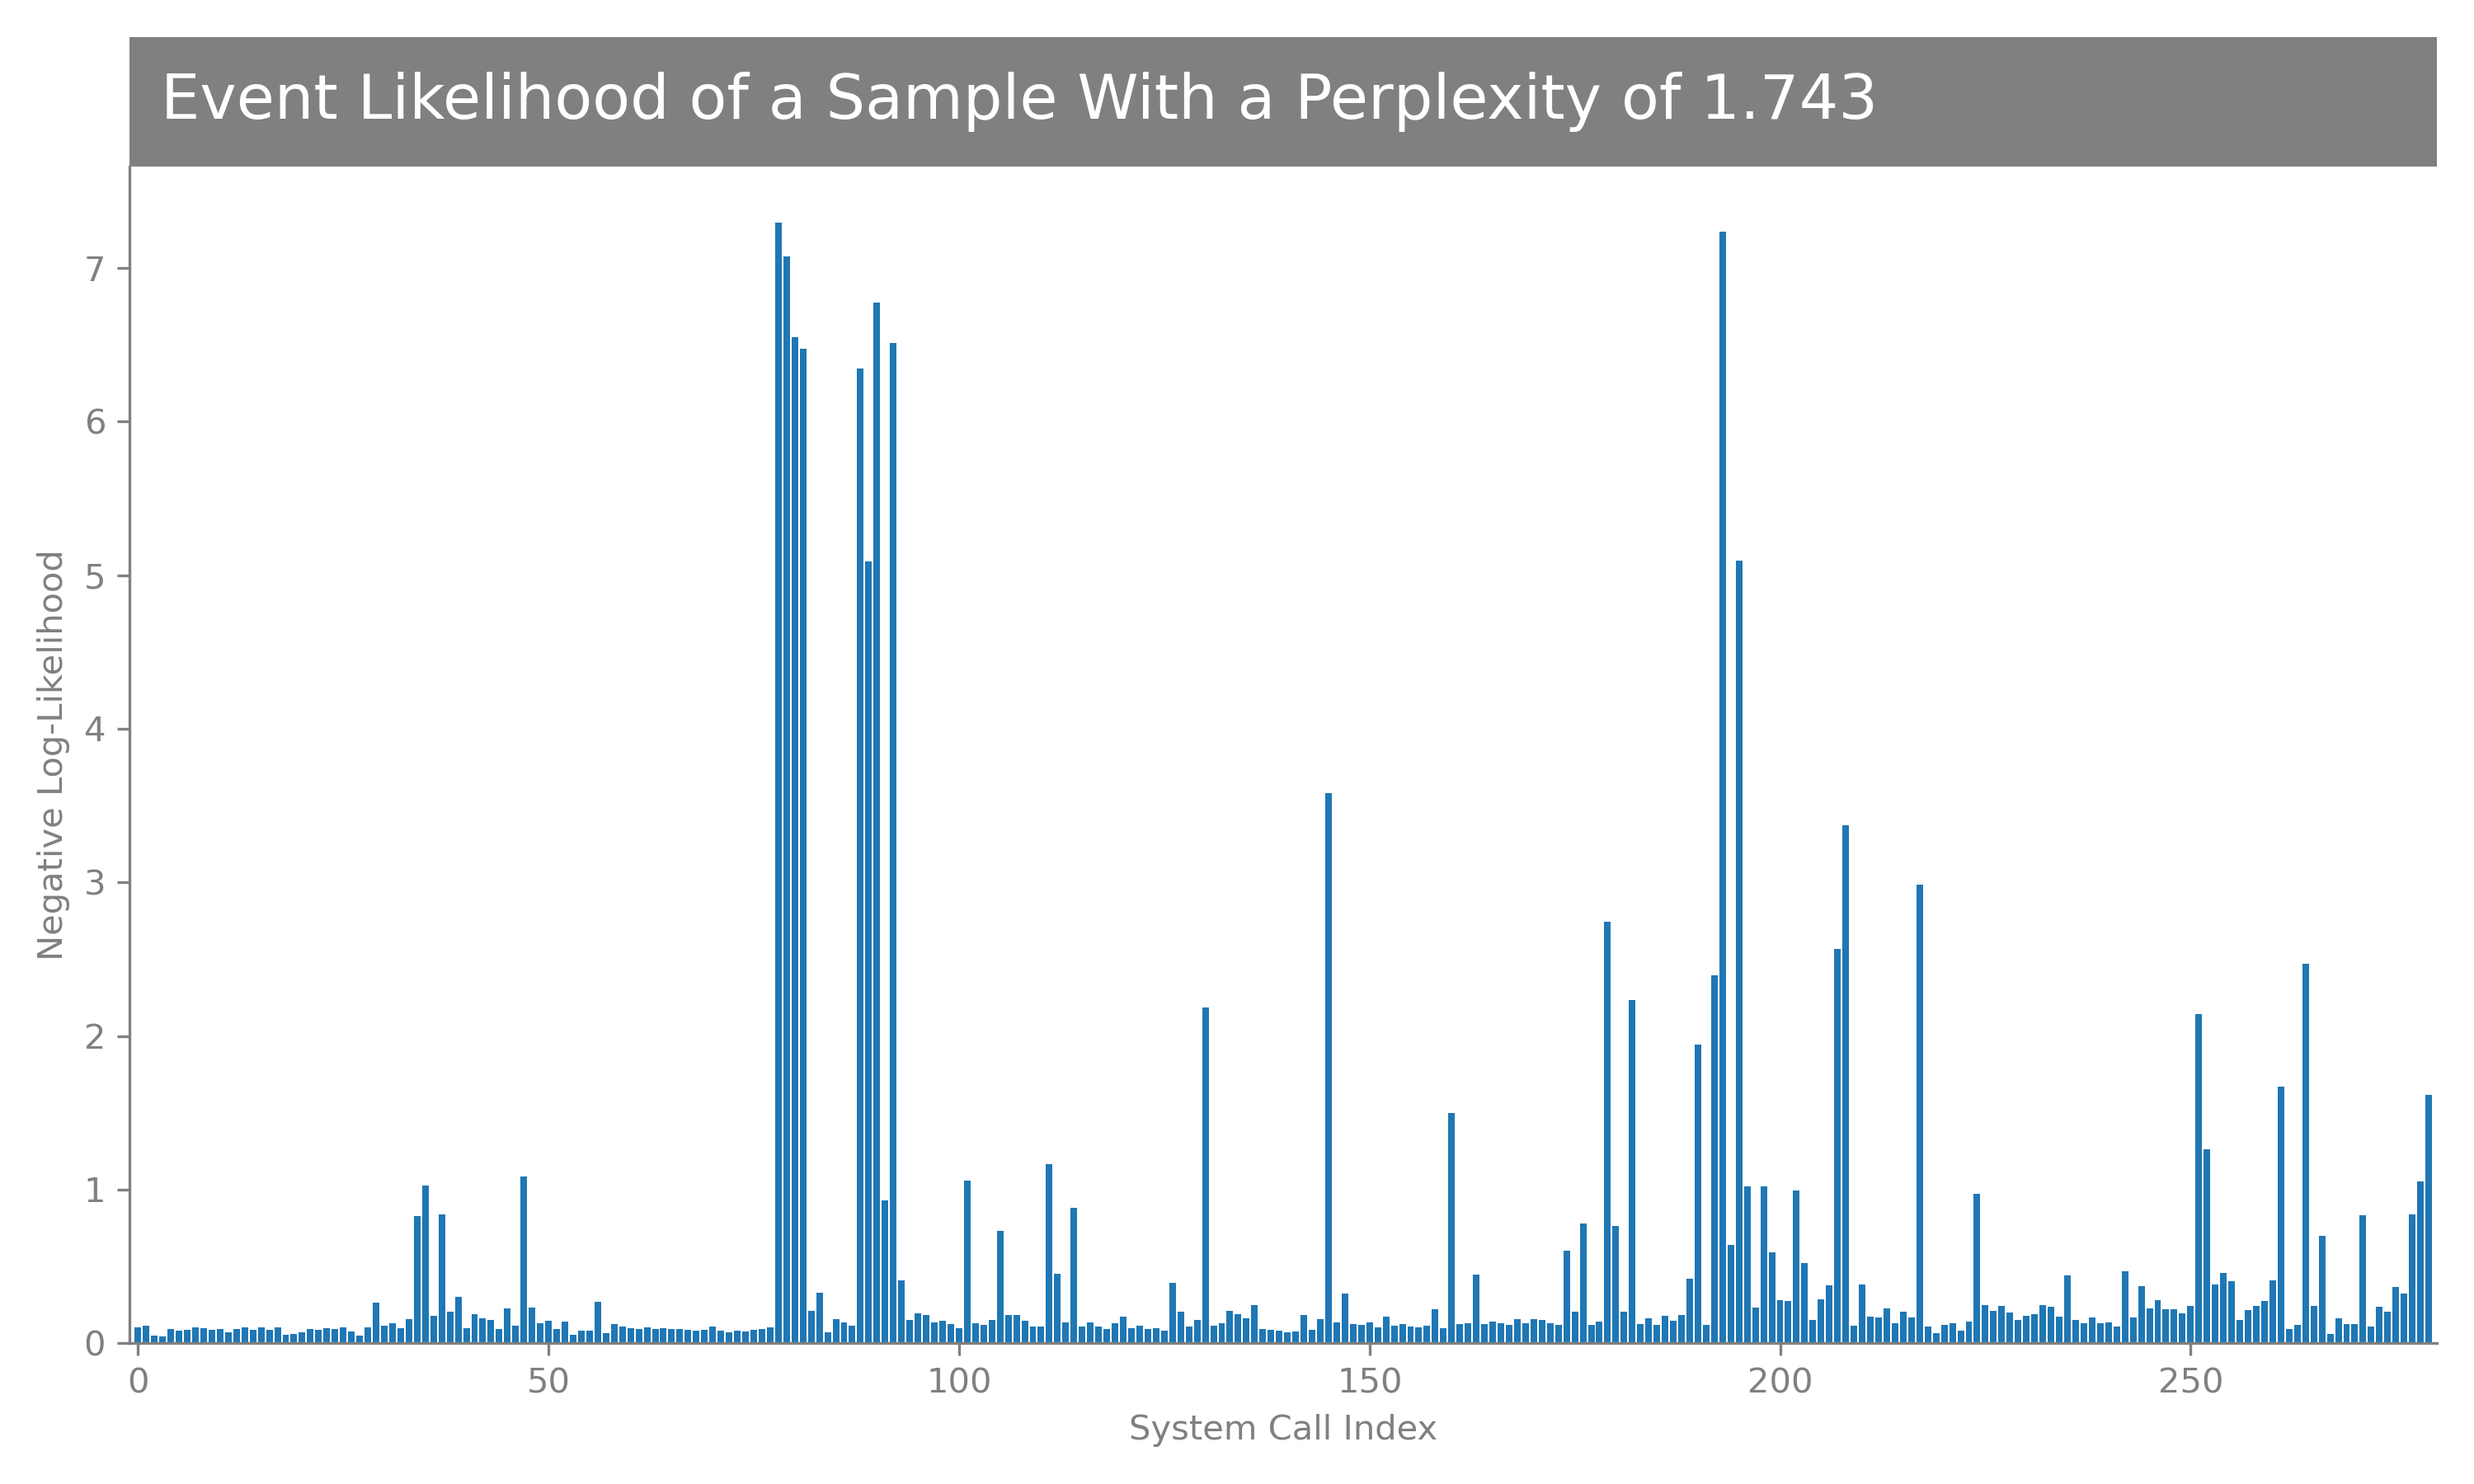 Event Likelihood of a Sample With a Perplexity of 1.743
7
6
5
4
3
2
1
0
Negative Log-Likelihood
0 50 100 150 200 250
System Call Index